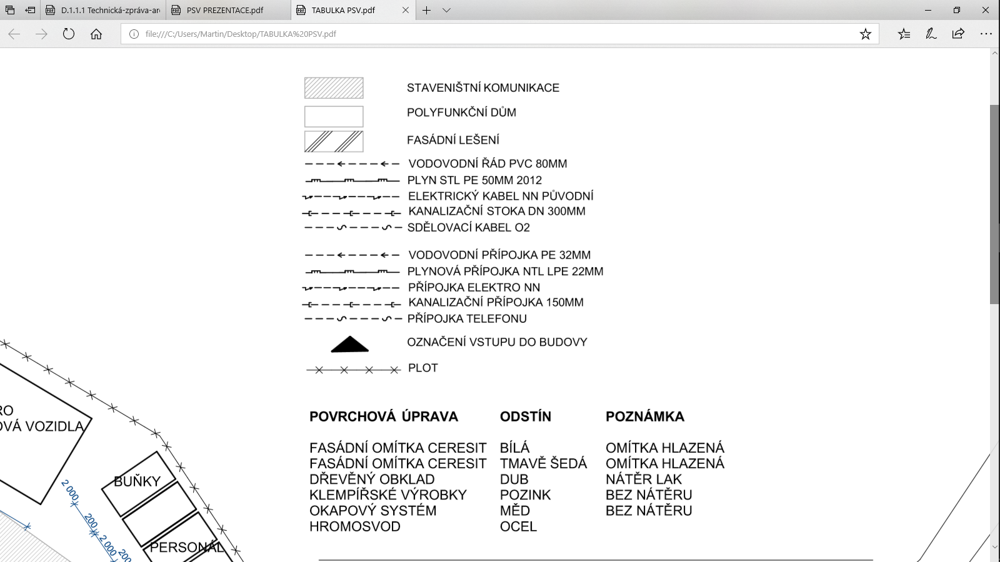 D.1.1.1 Technická-zpráva-ar
PSV PREZENTACE.pdf
TABULKA PSV.pdf
file:///C:/Users/Martin/Desktop/TABULKA%20PSV.pdf
STAVENIŠTNÍ KOMUNIKACE
POLYFUNKČNÍ DŮM
FASÁDNÍ LEŠENÍ
VODOVODNÍ ŘÁD PVC 80MM
PLYN STL PE 50MM 2012
ELEKTRICKÝ KABEL NN PŮVODNÍ
KANALIZAČNÍ STOKA DN 300MM
SDĚLOVACÍ KABEL O2
VODOVODNÍ PŘÍPOJKA PE 32MM
PLYNOVÁ PŘÍPOJKA NTL LPE 22MM
PŘÍPOJKA ELEKTRO NN
KANALIZAČNÍ PŘÍPOJKA 150MM
PŘÍPOJKA TELEFONU
OZNAČENÍ VSTUPU DO BUDOVY
PLOT
RO
OVÁ VOZIDLA
BUŇKY
PERSONÁL
2 000
200
2 000
200
POVRCHOVÁ ÚPRAVA ODSTÍN POZNÁMKA
FASÁDNÍ OMÍTKA CERESIT BÍLÁ OMÍTKA HLAZENÁ
FASÁDNÍ OMÍTKA CERESIT TMAVĚ ŠEDÁ OMÍTKA HLAZENÁ
DŘEVĚNÝ OBKLAD DUB NÁTĚR LAK
KLEMPÍŘSKÉ VÝROBKY POZINK BEZ NÁTĚRU
OKAPOVÝ SYSTÉM MĚD BEZ NÁTĚRU
HROMOSVOD OCEL